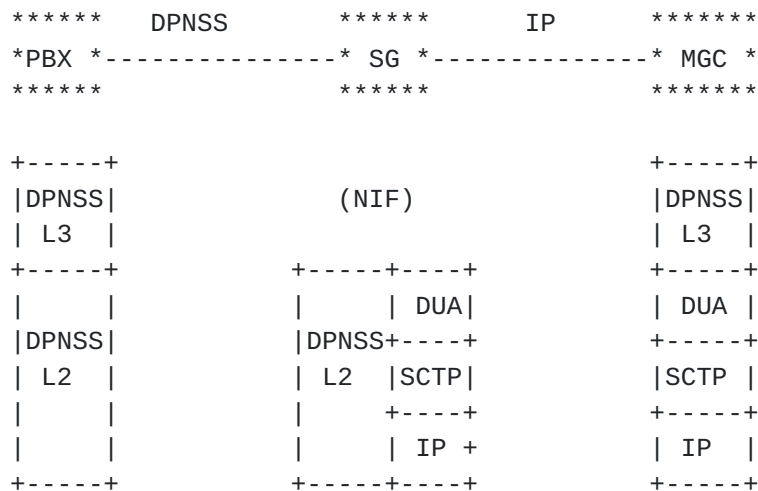 ******   DPNSS       ******      IP      *******
*PBX *---------------* SG *--------------* MGC *
******               ******              *******
+-----+                                  +-----+
|DPNSS|              (NIF)               |DPNSS|
| L3  |                                  | L3  |
+-----+           +-----+----+           +-----+
|     |           |     | DUA|           | DUA |
|DPNSS|           |DPNSS+----+           +-----+
| L2  |           | L2  |SCTP|           |SCTP |
|     |           |     +----+           +-----+
|     |           |     | IP +           | IP  |
+-----+           +-----+----+           +-----+